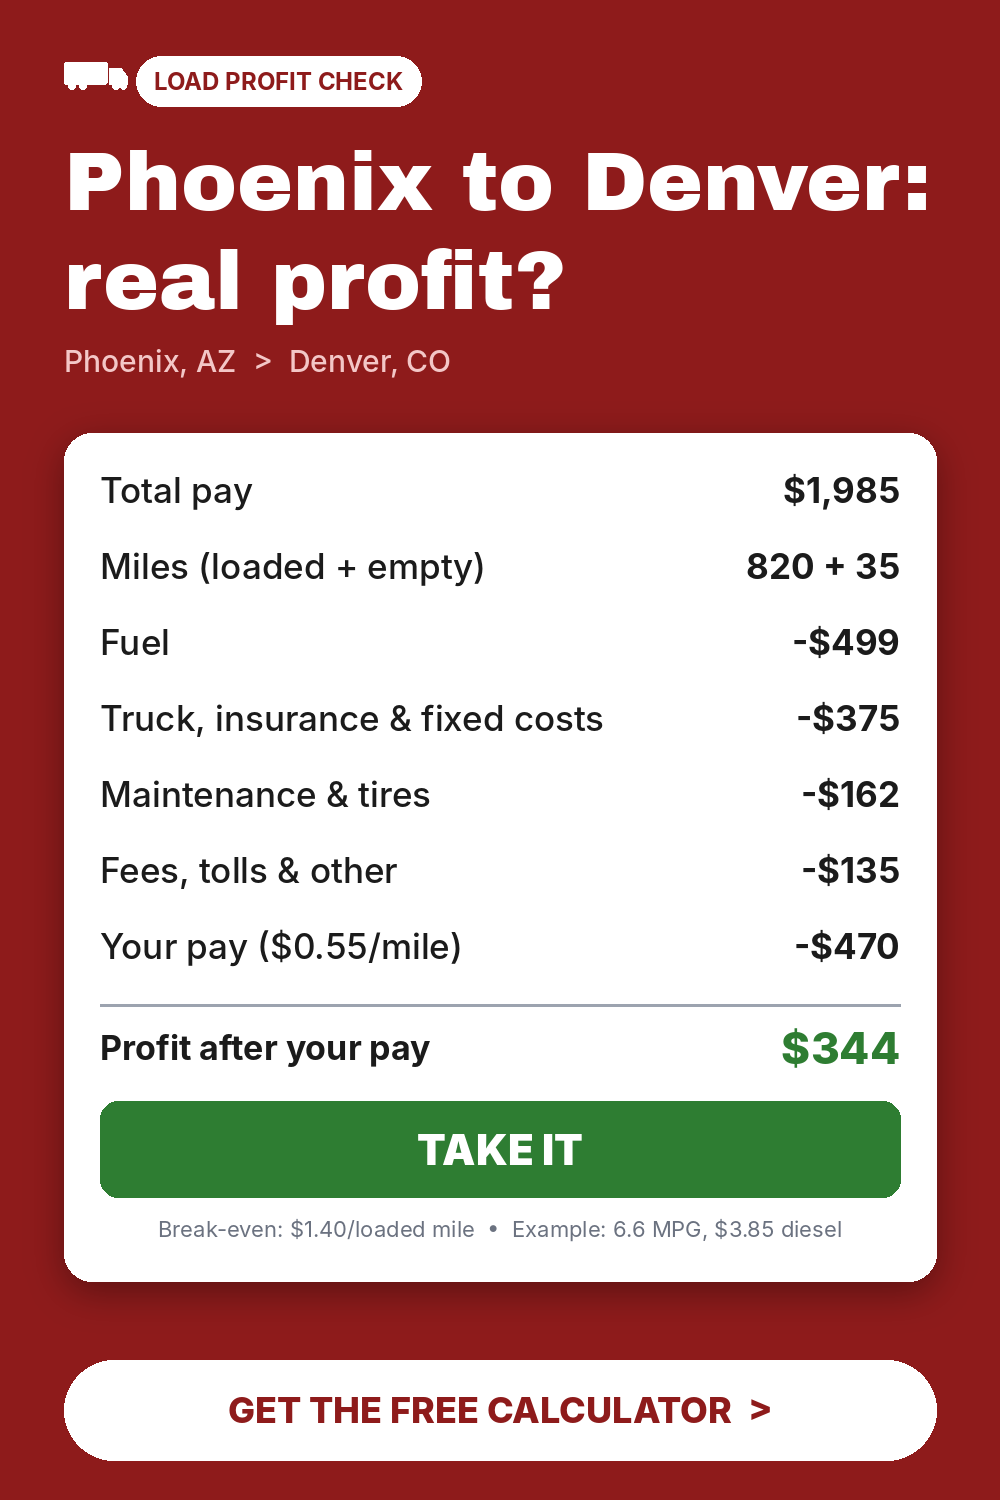 LOAD PROFIT CHECK
Phoenix to Denver:
real profit?
Phoenix, AZ > Denver, CO
Total pay $1,985
Miles (loaded + empty) 820 + 35
Fuel -$499
Truck, insurance & fixed costs -$375
Maintenance & tires -$162
Fees, tolls & other -$135
Your pay ($0.55/mile) -$470
Profit after your pay $344
TAKE IT
Break-even: $1.40/loaded mile • Example: 6.6 MPG, $3.85 diesel
GET THE FREE CALCULATOR >